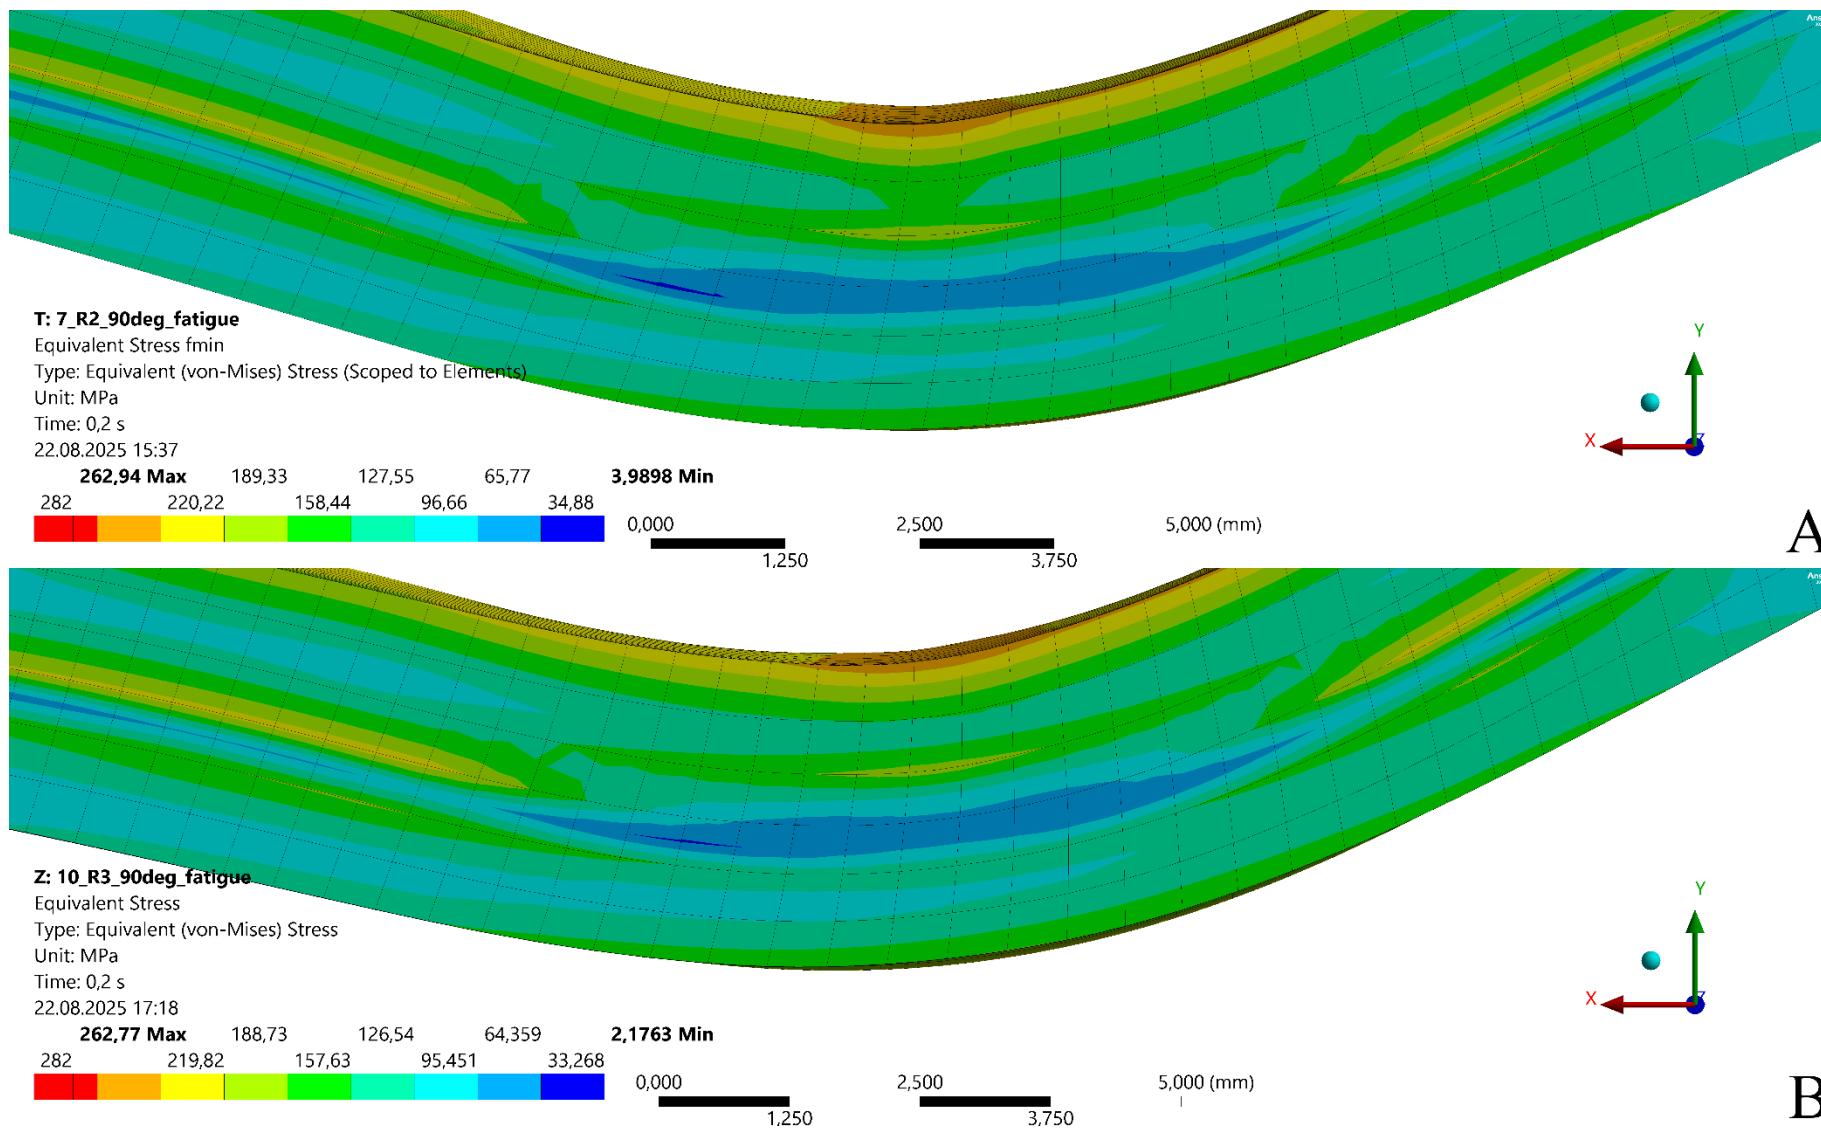 Ans
T: 7_R2_90deg_fatigue
Equivalent Stress fmin
Type: Equivalent (von-Mises) Stress (Scoped to Elements)
Unit: MPa
Time: 0,2 s
22.08.2025 15:37
262,94 Max 189,33 127,55 65,77 3,9898 Min
282 220,22 158,44 96,66 34,88
0,000 2,500 5,000 (mm)
1,250 3,750
Y
X
Z
A
Ans
Z: 10_R3_90deg_fatigue
Equivalent Stress
Type: Equivalent (von-Mises) Stress
Unit: MPa
Time: 0,2 s
22.08.2025 17:18
262,77 Max 188,73 126,54 64,359 2,1763 Min
282 219,82 157,63 95,451 33,268
0,000 2,500 5,000 (mm)
1,250 3,750
Y
X
Z
B